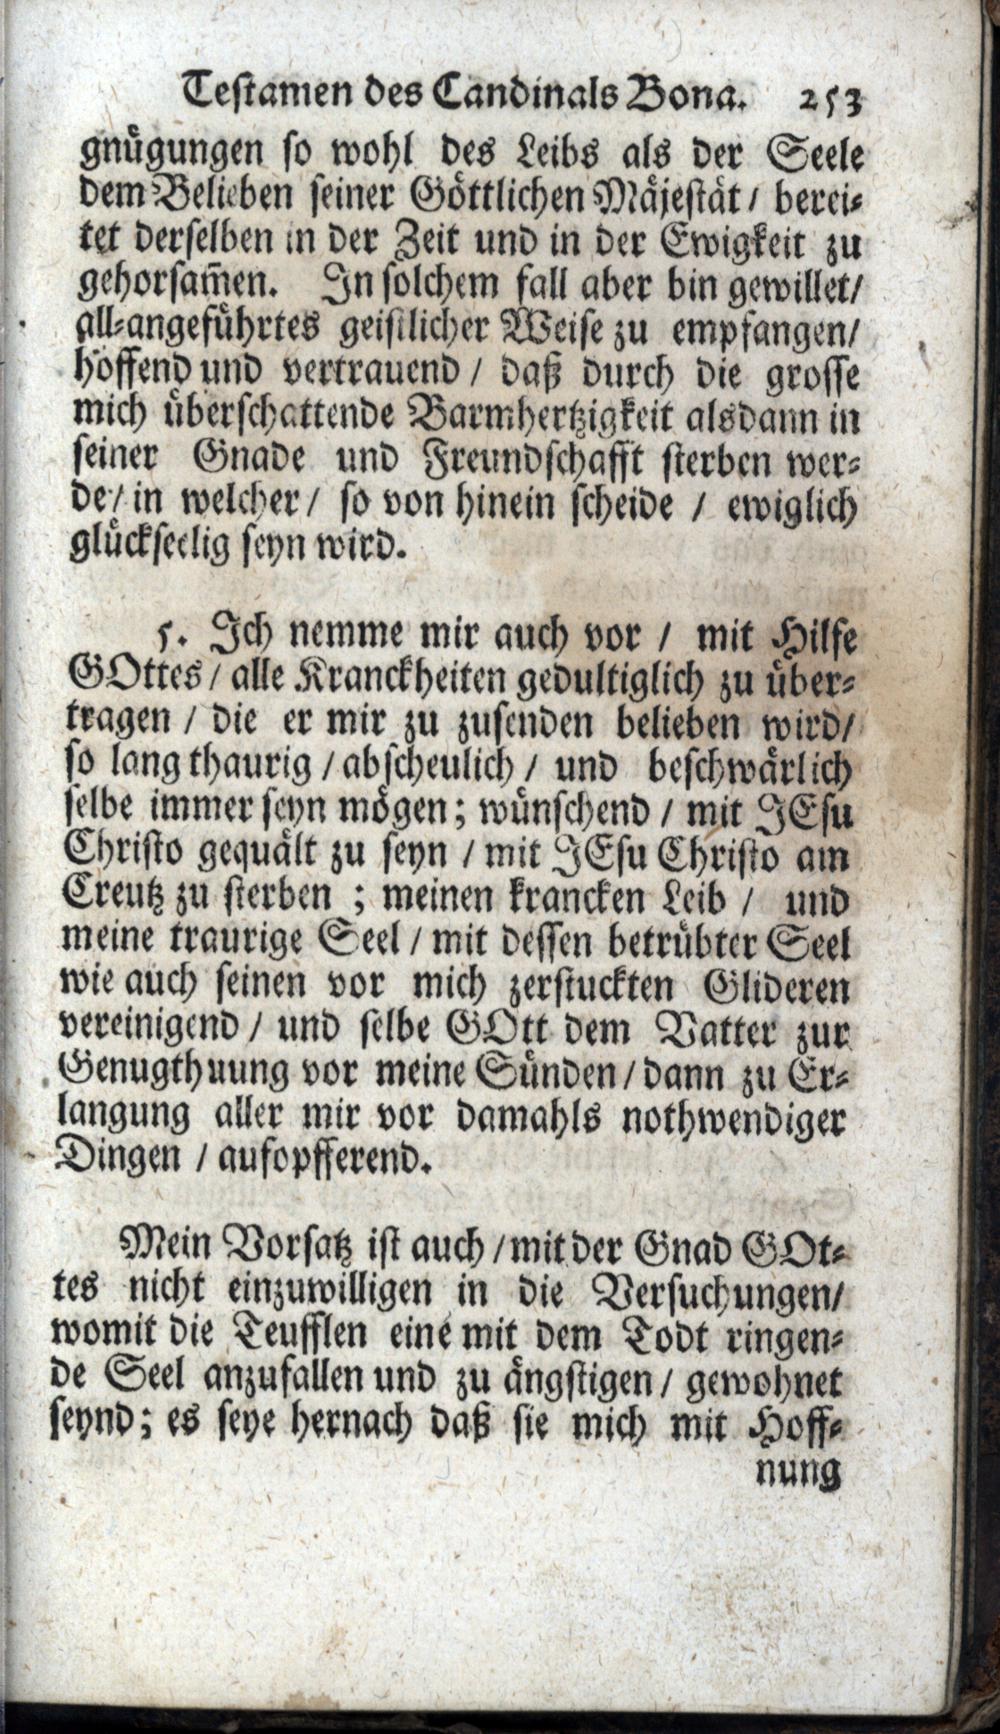 Testamen des Candinals Bona. 253
gnügungen so wohl des Leibs als der Seele
dem Belieben seiner Göttlichen Mäjestät / berei-
tet derselben in der Zeit und in der Ewigkeit zu
gehorsam̃en. In solchem fall aber bin gewillet/
all-angeführtes geistlicher Weise zu empfangen/
hoffend und vertrauend / daß durch die grosse
mich überschattende Barmhertzigkeit alsdann in
seiner Gnade und Freundschafft sterben wer-
de/ in welcher / so von hinein scheide / ewiglich
glückseelig seyn wird.
5. Ich nemme mir auch vor / mit Hilfe
GOttes / alle Kranckheiten gedultiglich zu über-
tragen / die er mir zu zusenden belieben wird/
so lang thaurig / abscheulich / und beschwärlich
selbe immer seyn mögen; wünschend / mit JEsu
Christo gequält zu seyn / mit JEsu Christo am
Creutz zu sterben ; meinen krancken Leib / und
meine traurige Seel / mit dessen betrübter Seel
wie auch seinen vor mich zerstuckten Glideren
vereinigend / und selbe GOtt dem Vatter zur
Genugthuung vor meine Sünden / dann zu Er-
langung aller mir vor damahls nothwendiger
Dingen / aufopfferend.
Mein Vorsatz ist auch / mit der Gnad GOt-
tes nicht einzuwilligen in die Versuchungen/
womit die Teufflen eine mit dem Todt ringen-
de Seel anzufallen und zu ängstigen / gewohnet
seynd; es seye hernach daß sie mich mit Hoff-
nung